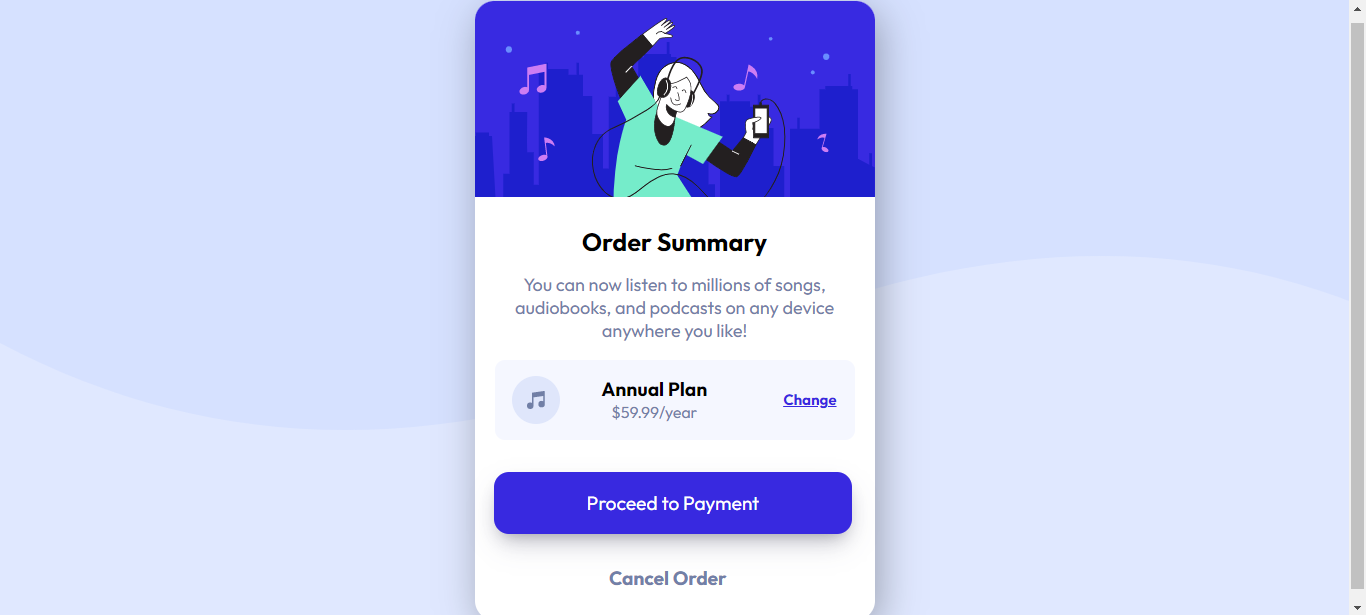 Order Summary
You can now listen to millions of songs,
audiobooks, and podcasts on any device
anywhere you like!
Annual Plan
$59.99/year
Change
Proceed to Payment
Cancel Order